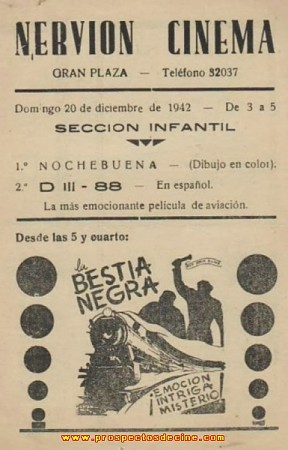 NERVION CINEMA
GRAN PLAZA — Teléfono 32037
Domingo 20 de diciembre de 1942 — De 3 a 5
SECCION INFANTIL
1.º NOCHEBUENA — (Dibujo en color).
2.º D III - 88 — En español.
La más emocionante película de aviación.
Desde las 5 y cuarto:
la
BESTIA
NEGRA
¡EMOCION
INTRIGA
MISTERIO!
www.prospectosdecine.com